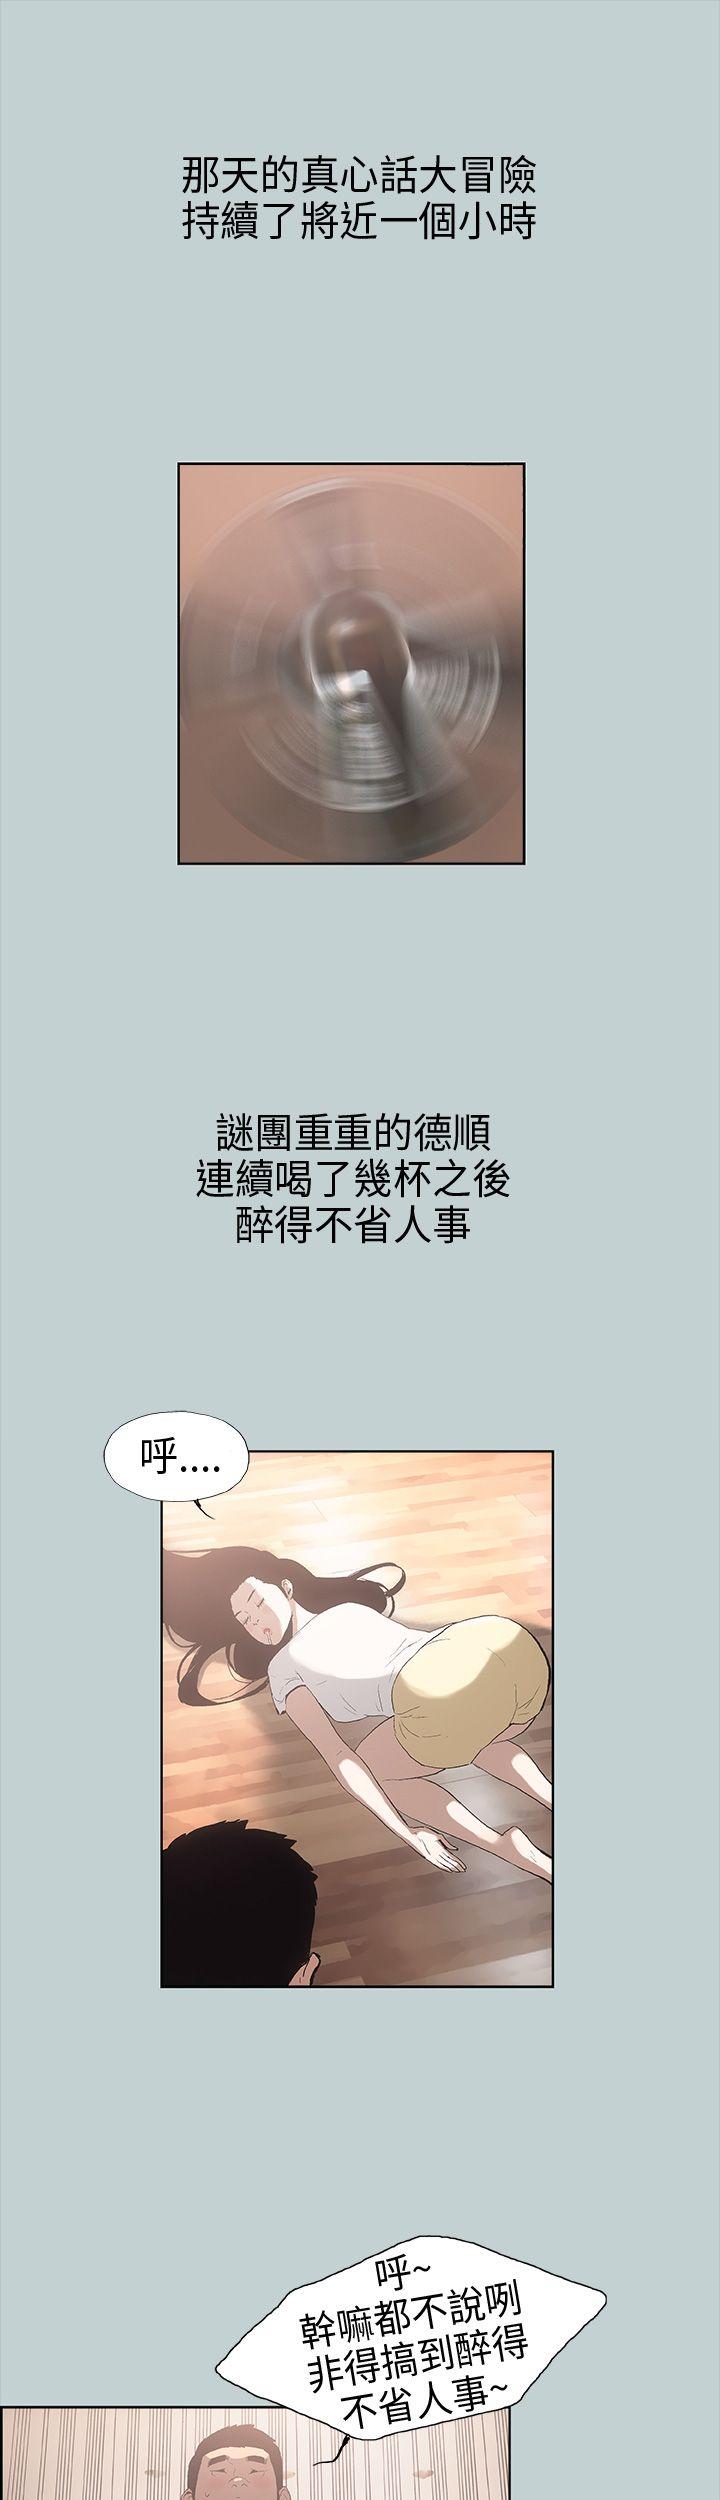 那天的真心話大冒險
持續了將近一個小時
謎團重重的德順
連續喝了幾杯之後
醉得不省人事
呼....
呼~
幹嘛都不說咧
非得搞到醉得
不省人事~